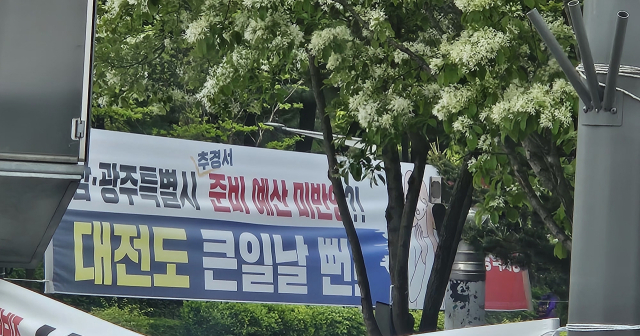 추경서
광주특별시 준비 예산 미반영?!
대전도 큰일날 뻔